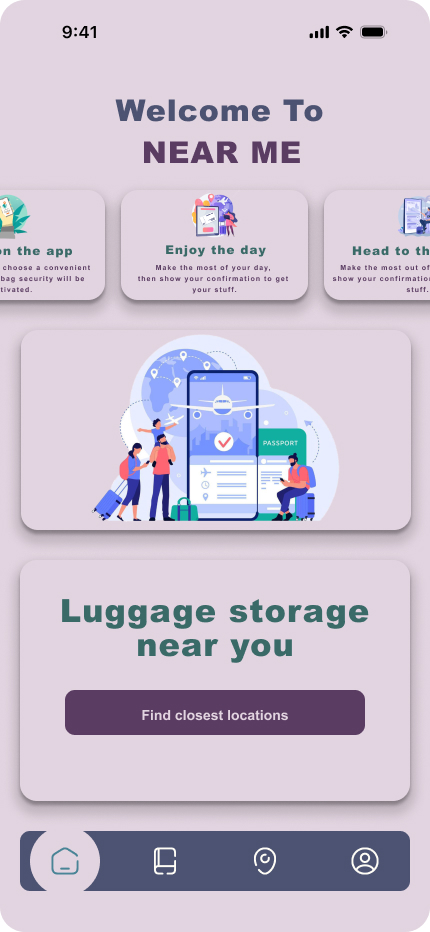 9:41
Welcome To
NEAR ME
on the app
choose a convenient
bag security will be
tivated.
Enjoy the day
Make the most of your day,
then show your confirmation to get
your stuff.
Head to th
Make the most out of
show your confirmation
stuff.
PASSPORT
Luggage storage
near you
Find closest locations